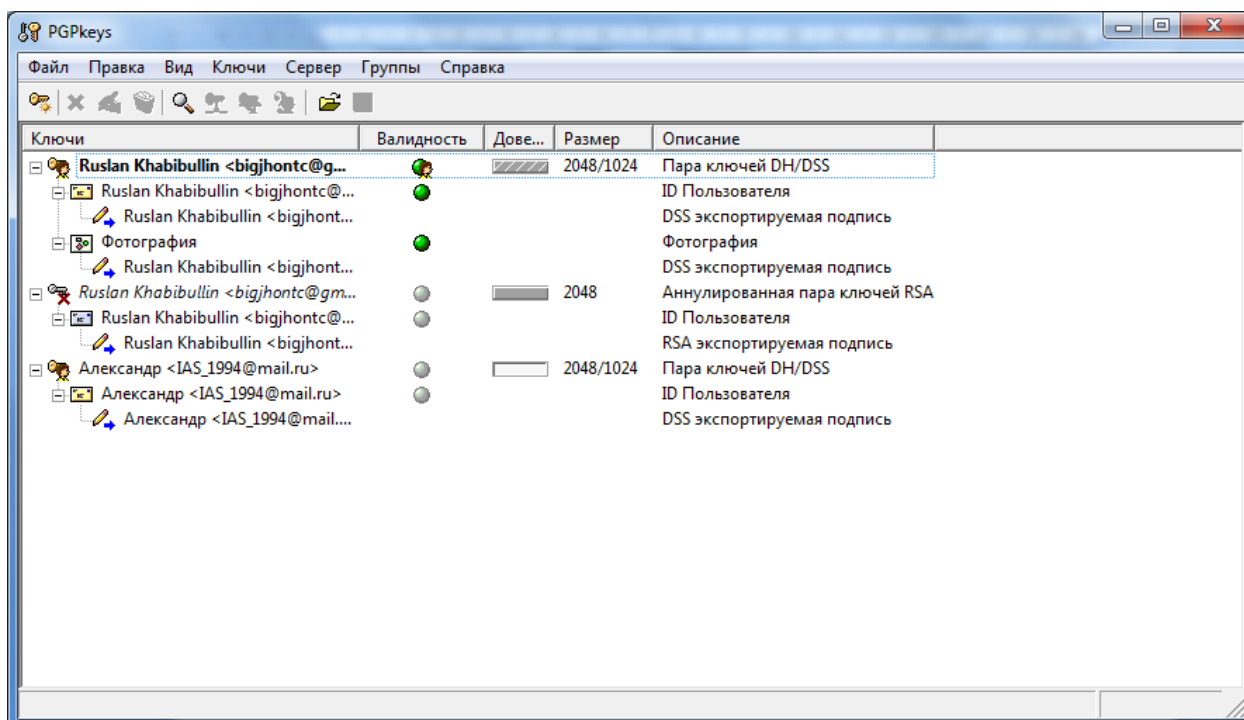 PGPkeys
Файл Правка Вид Ключи Сервер Группы Справка
Ключи Валидность Дове... Размер Описание
Ruslan Khabibullin <bigjhontc@g... 2048/1024 Пара ключей DH/DSS
Ruslan Khabibullin <bigjhontc@... ID Пользователя
Ruslan Khabibullin <bigjhont... DSS экспортируемая подпись
Фотография Фотография
Ruslan Khabibullin <bigjhont... DSS экспортируемая подпись
Ruslan Khabibullin <bigjhontc@gm... 2048 Аннулированная пара ключей RSA
Ruslan Khabibullin <bigjhontc@... ID Пользователя
Ruslan Khabibullin <bigjhont... RSA экспортируемая подпись
Александр <IAS_1994@mail.ru> 2048/1024 Пара ключей DH/DSS
Александр <IAS_1994@mail.ru> ID Пользователя
Александр <IAS_1994@mail.... DSS экспортируемая подпись